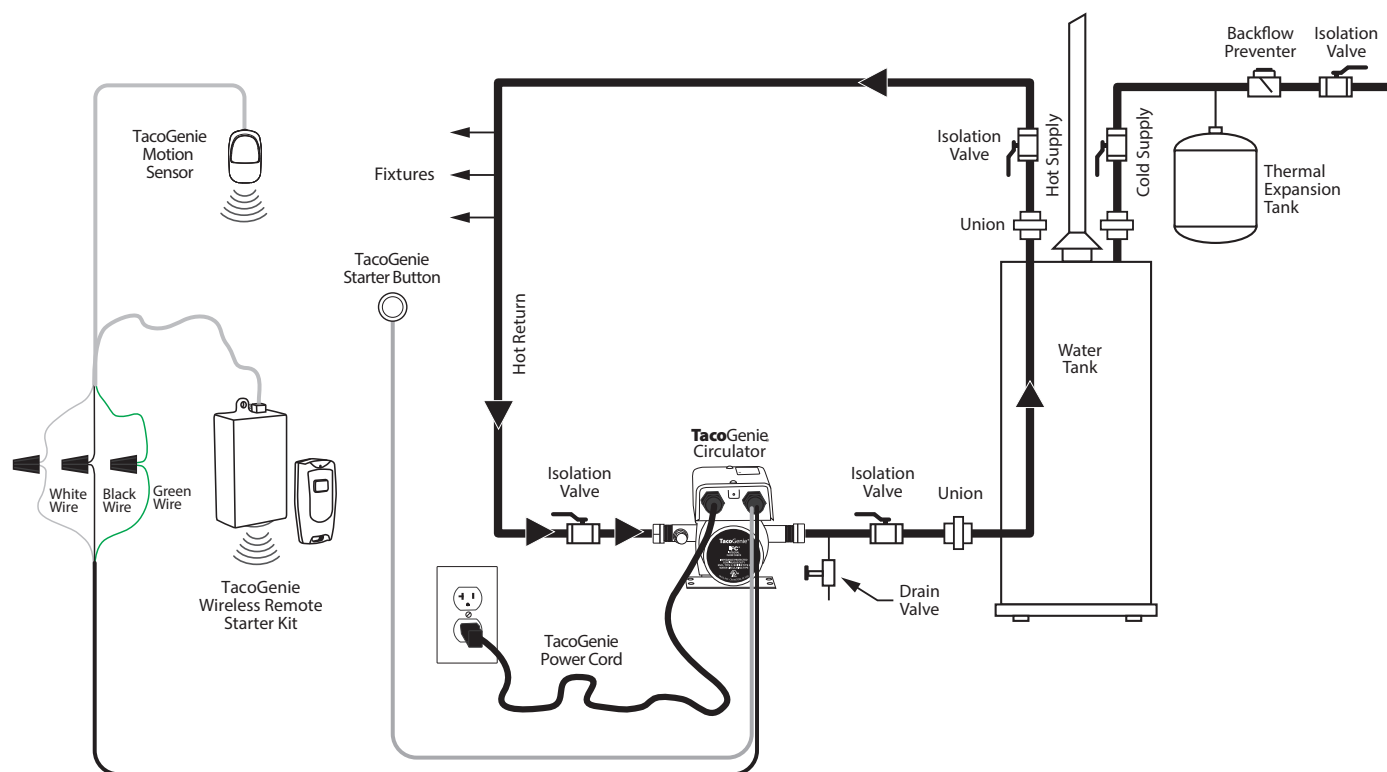 Backflow
Preventer
Isolation
Valve
TacoGenie
Motion
Sensor
Isolation
Valve
Hot Supply
Cold Supply
Thermal
Expansion
Tank
Fixtures
Union
TacoGenie
Starter Button
Hot Return
Water
Tank
TacoGenie
Circulator
Isolation
Valve
Isolation
Valve
Union
White
Wire
Black
Wire
Green
Wire
TacoGenie
Drain
Valve
TacoGenie
Wireless Remote
Starter Kit
TacoGenie
Power Cord